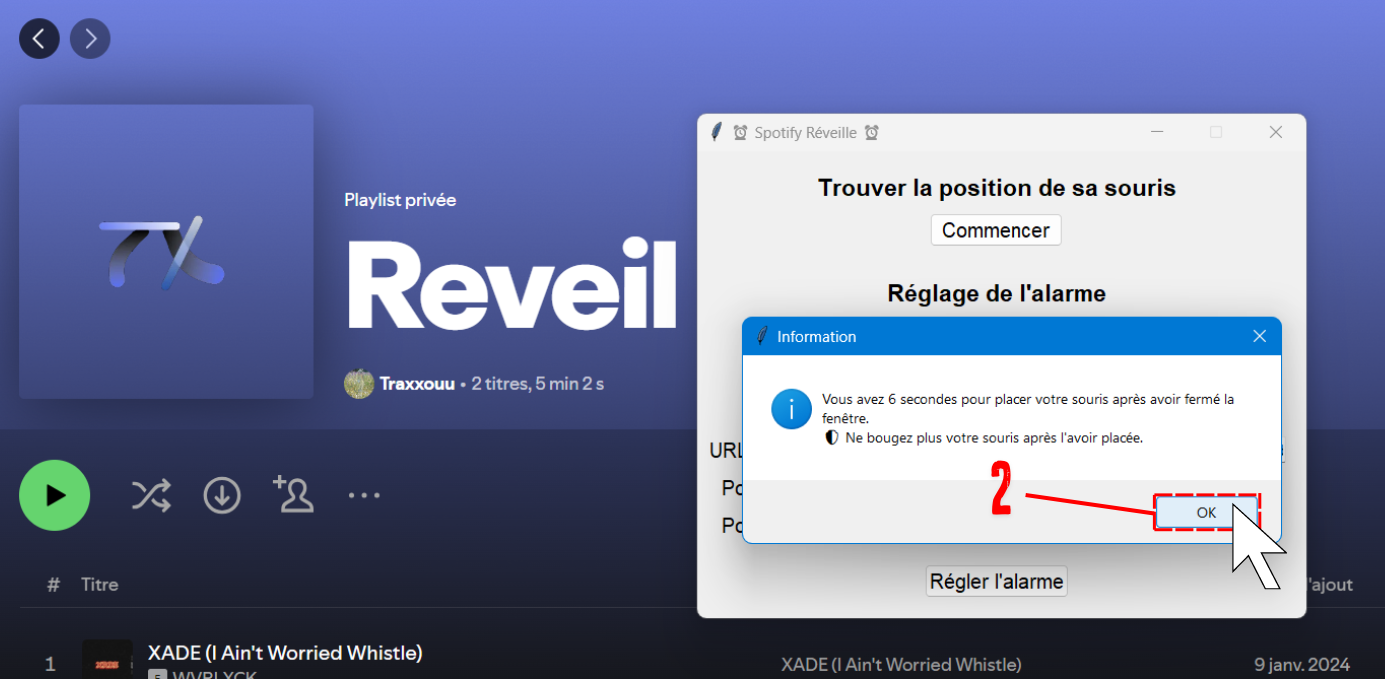 Playlist privée
Reveil
Traxxouu • 2 titres, 5 min 2 s
# Titre
1
XADE (I Ain't Worried Whistle)
E WVRLXCK
XADE (I Ain't Worried Whistle)
9 janv. 2024
'ajout
Spotify Réveille
Trouver la position de sa souris
Commencer
Réglage de l'alarme
Information
Vous avez 6 secondes pour placer votre souris après avoir fermé la
fenêtre.
Ne bougez plus votre souris après l'avoir placée.
2
OK
URL
Po
Po
Régler l'alarme